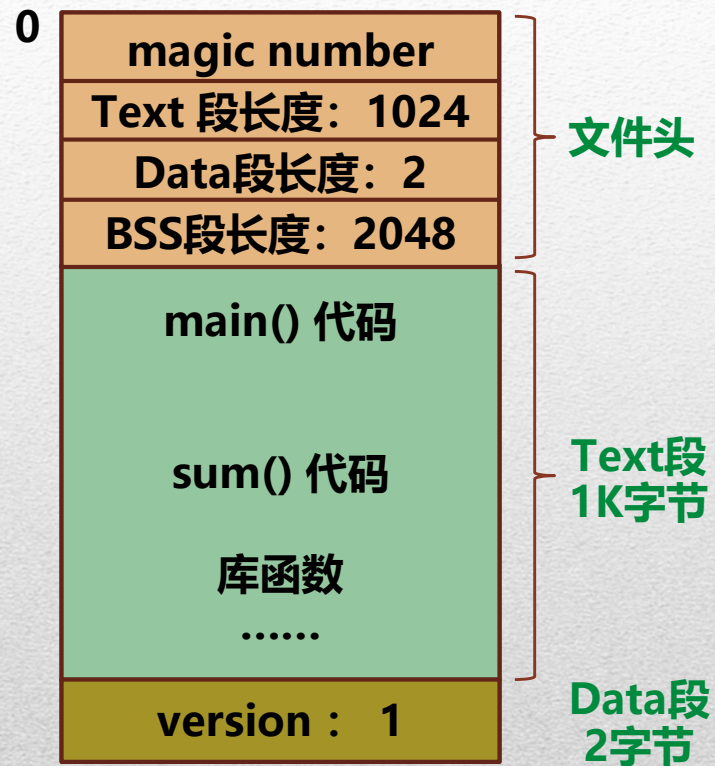 0
magic number
Text 段长度：1024
Data段长度：2
BSS段长度：2048
文件头
main() 代码
sum() 代码
库函数
……
Text段
1K字节
version： 1
Data段
2字节